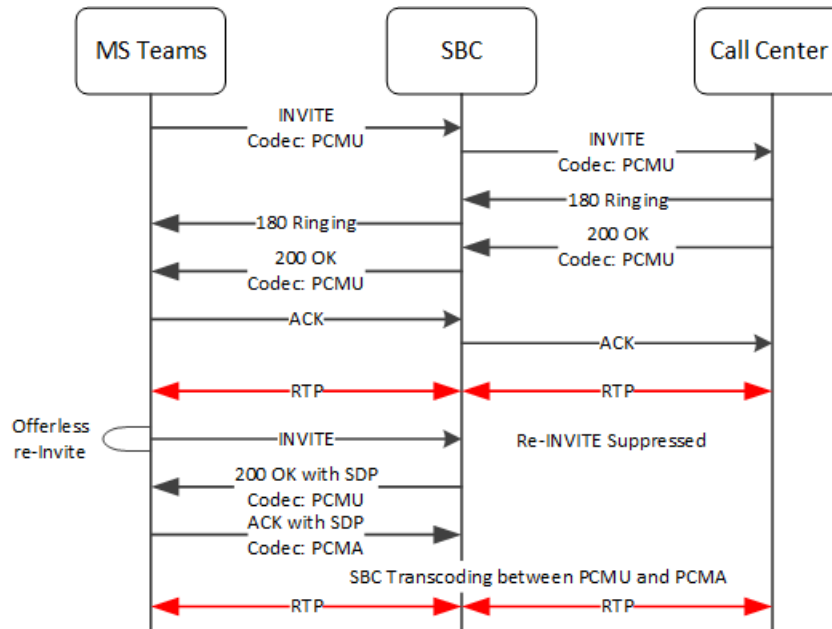 MS Teams
SBC
Call Center
INVITE
Codec: PCMU
INVITE
Codec: PCMU
180 Ringing
180 Ringing
200 OK
Codec: PCMU
200 OK
Codec: PCMU
ACK
ACK
RTP
RTP
Offerless
re-Invite
INVITE
Re-INVITE Suppressed
200 OK with SDP
Codec: PCMU
ACK with SDP
Codec: PCMA
SBC Transcoding between PCMU and PCMA
RTP
RTP